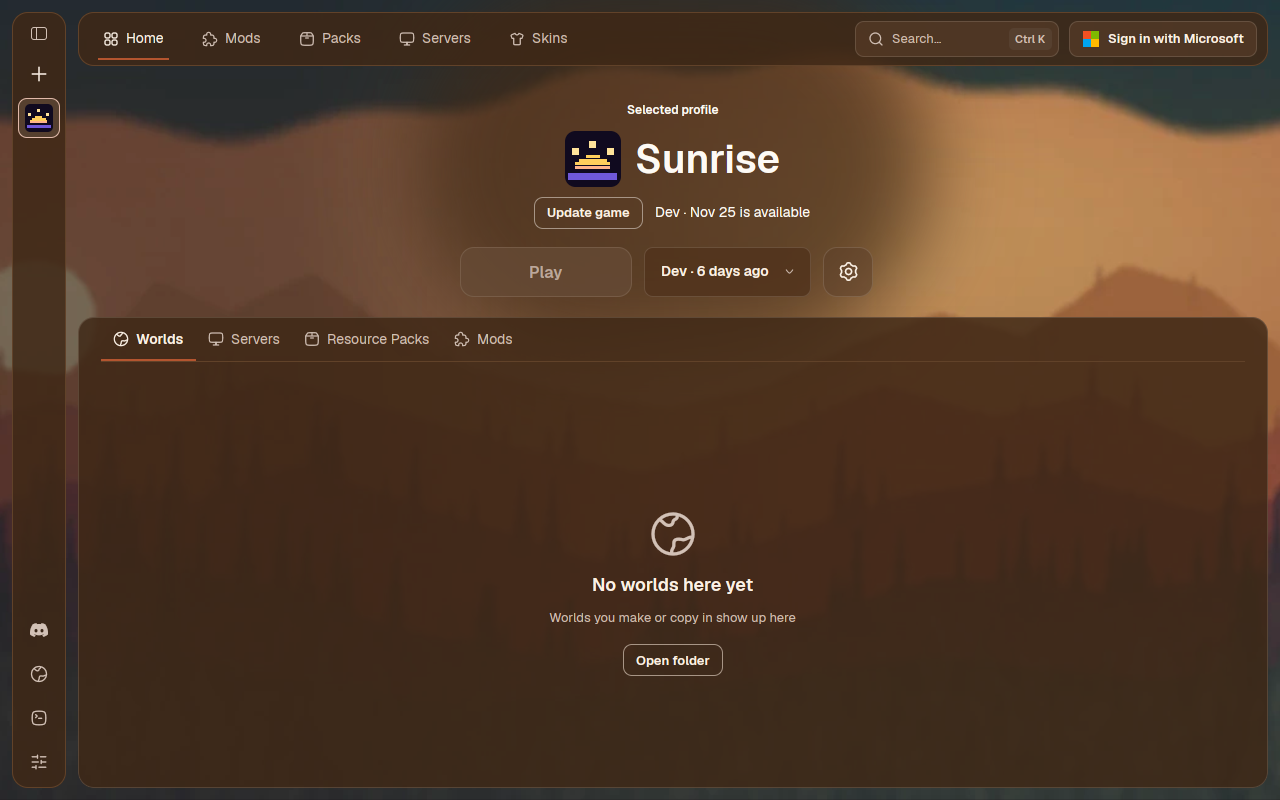 Home
Mods
Packs
Servers
Skins
Search...
Ctrl K
Sign in with Microsoft
Selected profile
Sunrise
Update game
Dev · Nov 25 is available
Play
Dev · 6 days ago
Worlds
Servers
Resource Packs
Mods
No worlds here yet
Worlds you make or copy in show up here
Open folder